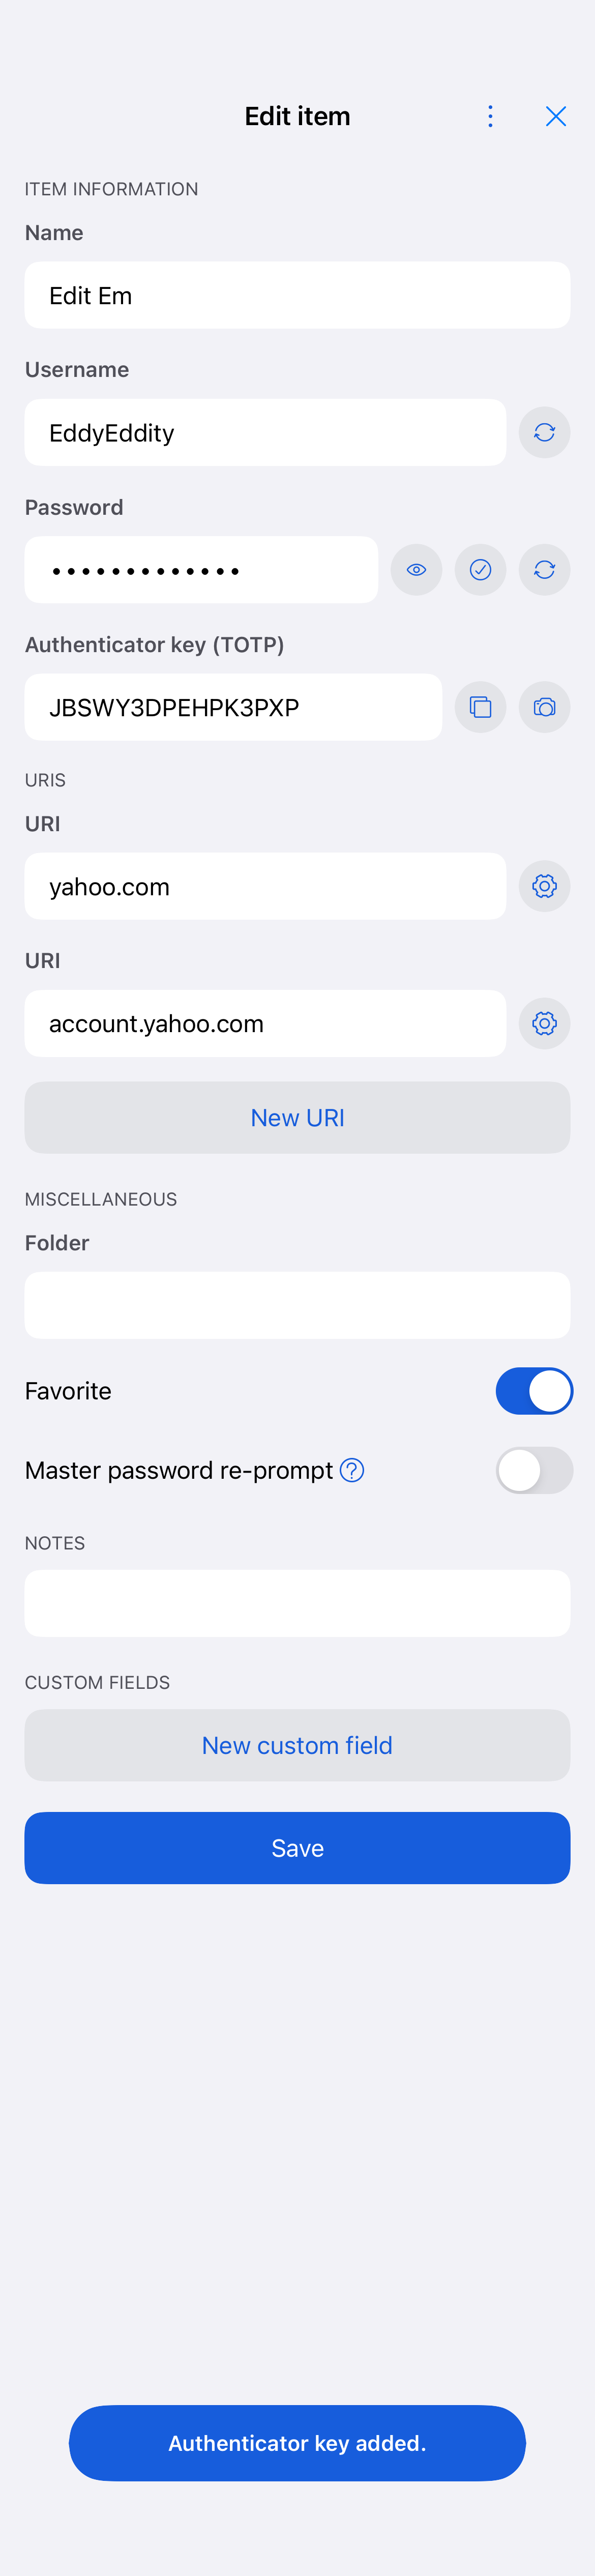 Edit item
ITEM INFORMATION
Name
Edit Em
Username
EddyEddity
Password
•••••••••••••
Authenticator key (TOTP)
JBSWY3DPEHPK3PXP
URIS
URI
yahoo.com
URI
account.yahoo.com
New URI
MISCELLANEOUS
Folder
Favorite
Master password re-prompt
NOTES
CUSTOM FIELDS
New custom field
Save
Authenticator key added.